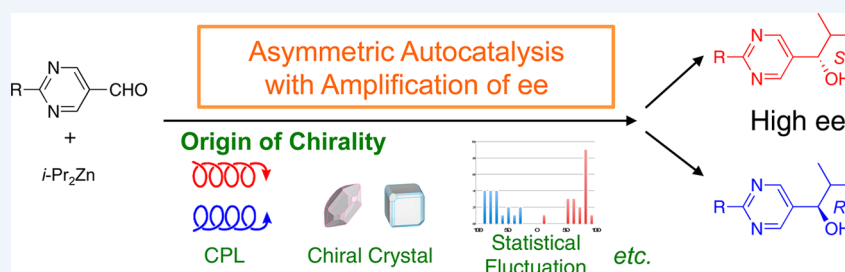 Asymmetric Autocatalysis
with Amplification of ee
N
N
R
CHO
+
i-Pr2Zn
Origin of Chirality
CPL
Chiral Crystal
Statistical
Fluctuation
etc.
N
N
R
S
OH
High ee
N
N
R
R
OH